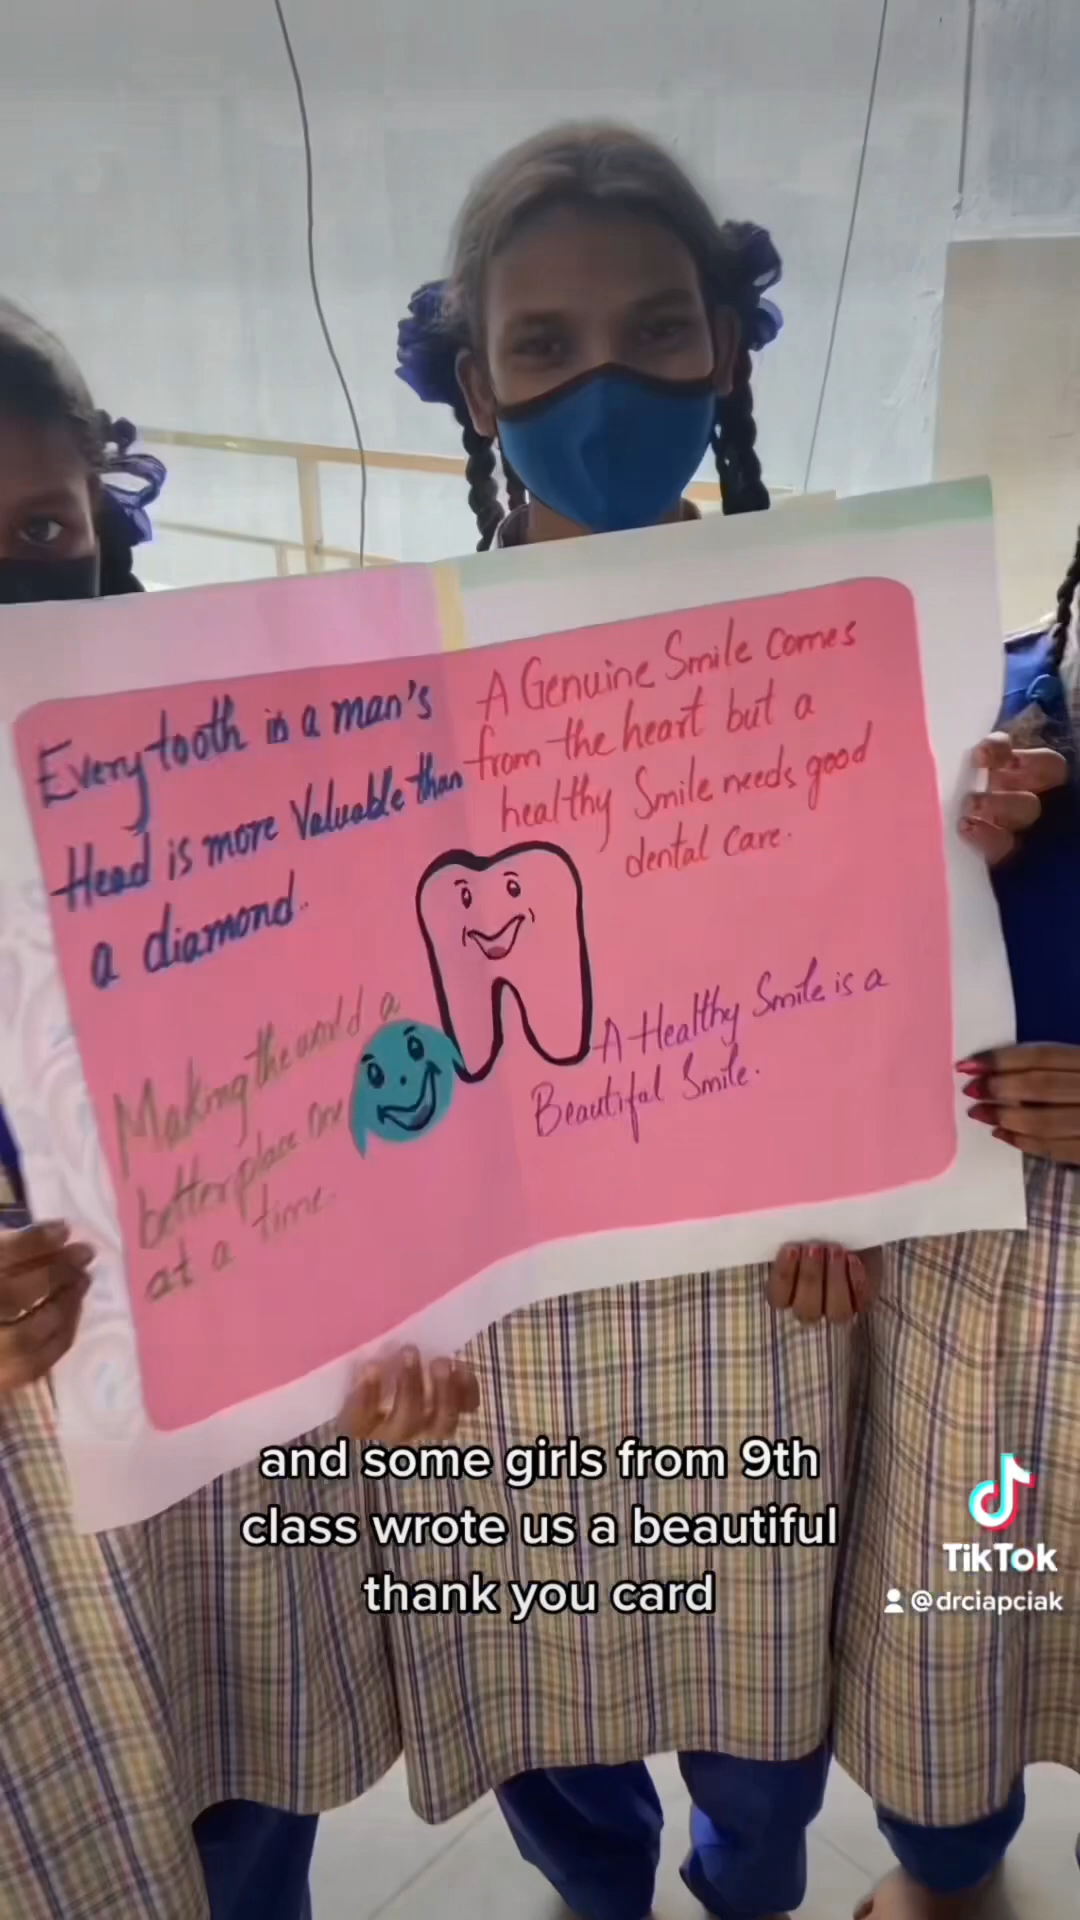 Every tooth in a man's
Head is more Valuable than
a diamond.
A Genuine Smile comes
from the heart but a
healthy Smile needs good
dental care.
Making the world a
better place one
at a time.
A Healthy Smile is a
Beautiful Smile.
and some girls from 9th
class wrote us a beautiful
thank you card
TikTok
@drciapciak